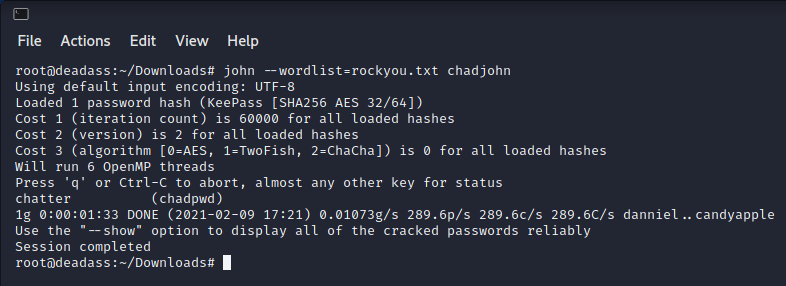 File Actions Edit View Help
root@deadass:~/Downloads# john --wordlist=rockyou.txt chadjohn
Using default input encoding: UTF-8
Loaded 1 password hash (KeePass [SHA256 AES 32/64])
Cost 1 (iteration count) is 60000 for all loaded hashes
Cost 2 (version) is 2 for all loaded hashes
Cost 3 (algorithm [0=AES, 1=TwoFish, 2=ChaCha]) is 0 for all loaded hashes
Will run 6 OpenMP threads
Press 'q' or Ctrl-C to abort, almost any other key for status
chatter          (chadpwd)
1g 0:00:01:33 DONE (2021-02-09 17:21) 0.01073g/s 289.6p/s 289.6c/s 289.6C/s danniel..candyapple
Use the "--show" option to display all of the cracked passwords reliably
Session completed
root@deadass:~/Downloads#